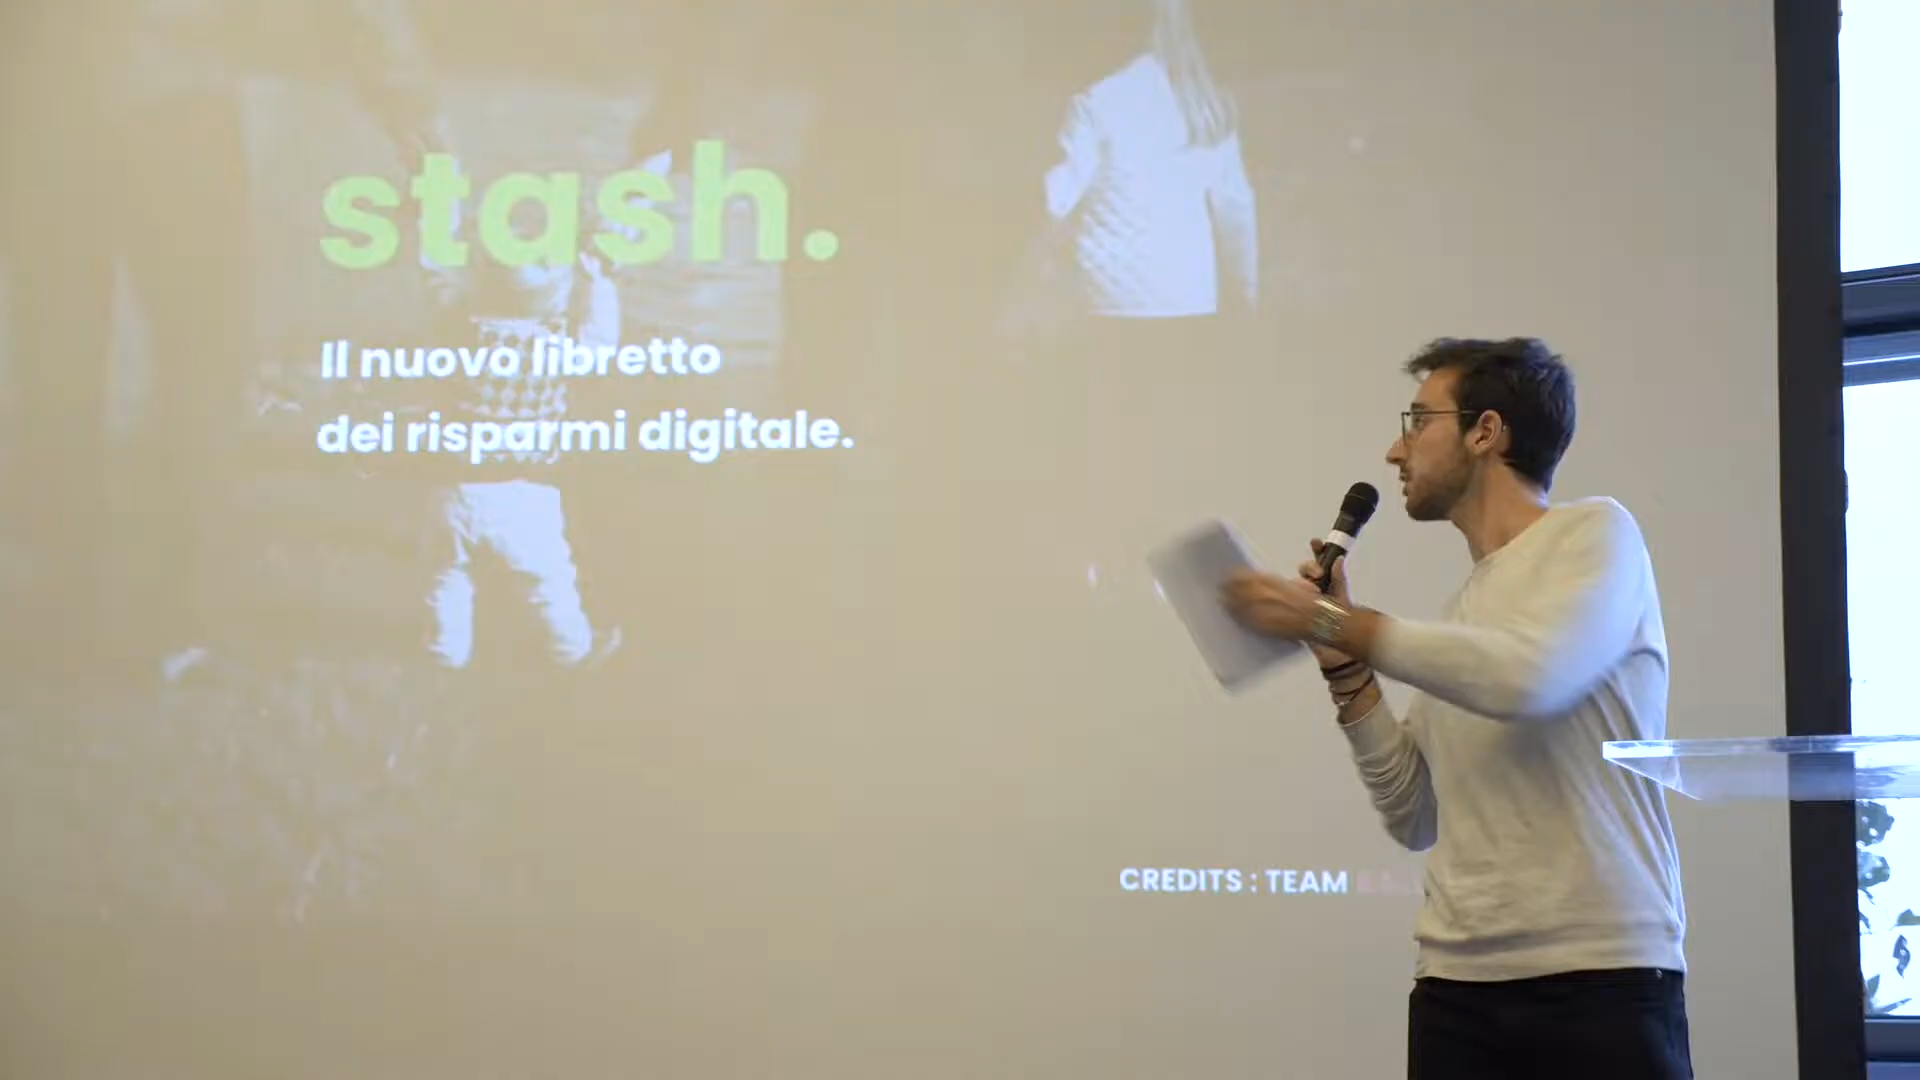 stash.
Il nuovo libretto
dei risparmi digitale.
CREDITS : TEAM